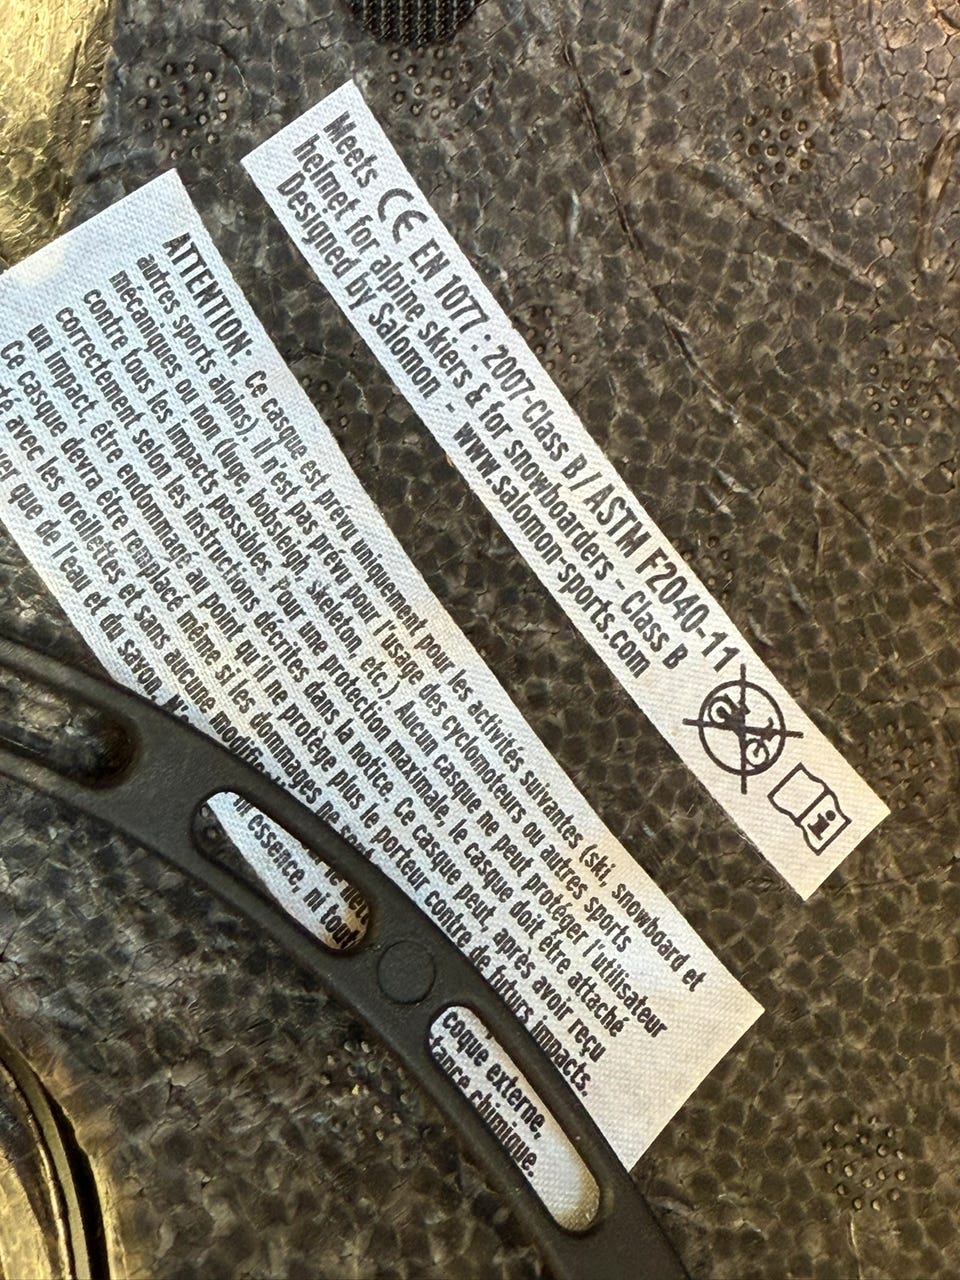 Meets CE EN 1077 : 2007-Class B / ASTM F2040-11
helmet for alpine skiers & for snowboarders - Class B
Designed by Salomon - www.salomon-sports.com
i
ATTENTION: Ce casque est prévu uniquement pour les activités suivantes (ski, snowboard et
autres sports alpins). Il n'est pas prévu pour l'usage des cyclomoteurs ou autres sports
mécaniques ou non (luge, bobsleigh, skeleton, etc.) Aucun casque ne peut protéger l'utilisateur
contre tous les impacts possibles. Pour une protection maximale, le casque doit être attaché
correctement selon les instructions décrites dans la notice. Ce casque peut, après avoir reçu
un impact, être endommagé au point qu'il ne protège plus le porteur contre de futurs impacts.
Ce casque devra être remplacé même si les dommages ne sont
avec les oreillettes et sans aucune coque externe,
que de l'eau et du savon. essence, ni tout chimique.